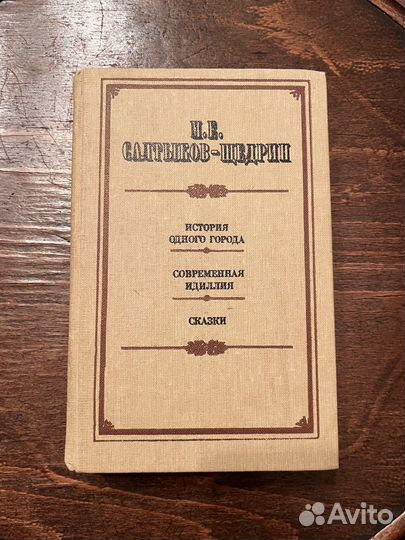 М.Е.
САЛТЫКОВ-ЩЕДРИН
ИСТОРИЯ
ОДНОГО ГОРОДА
СОВРЕМЕННАЯ
ИДИЛЛИЯ
СКАЗКИ
Avito